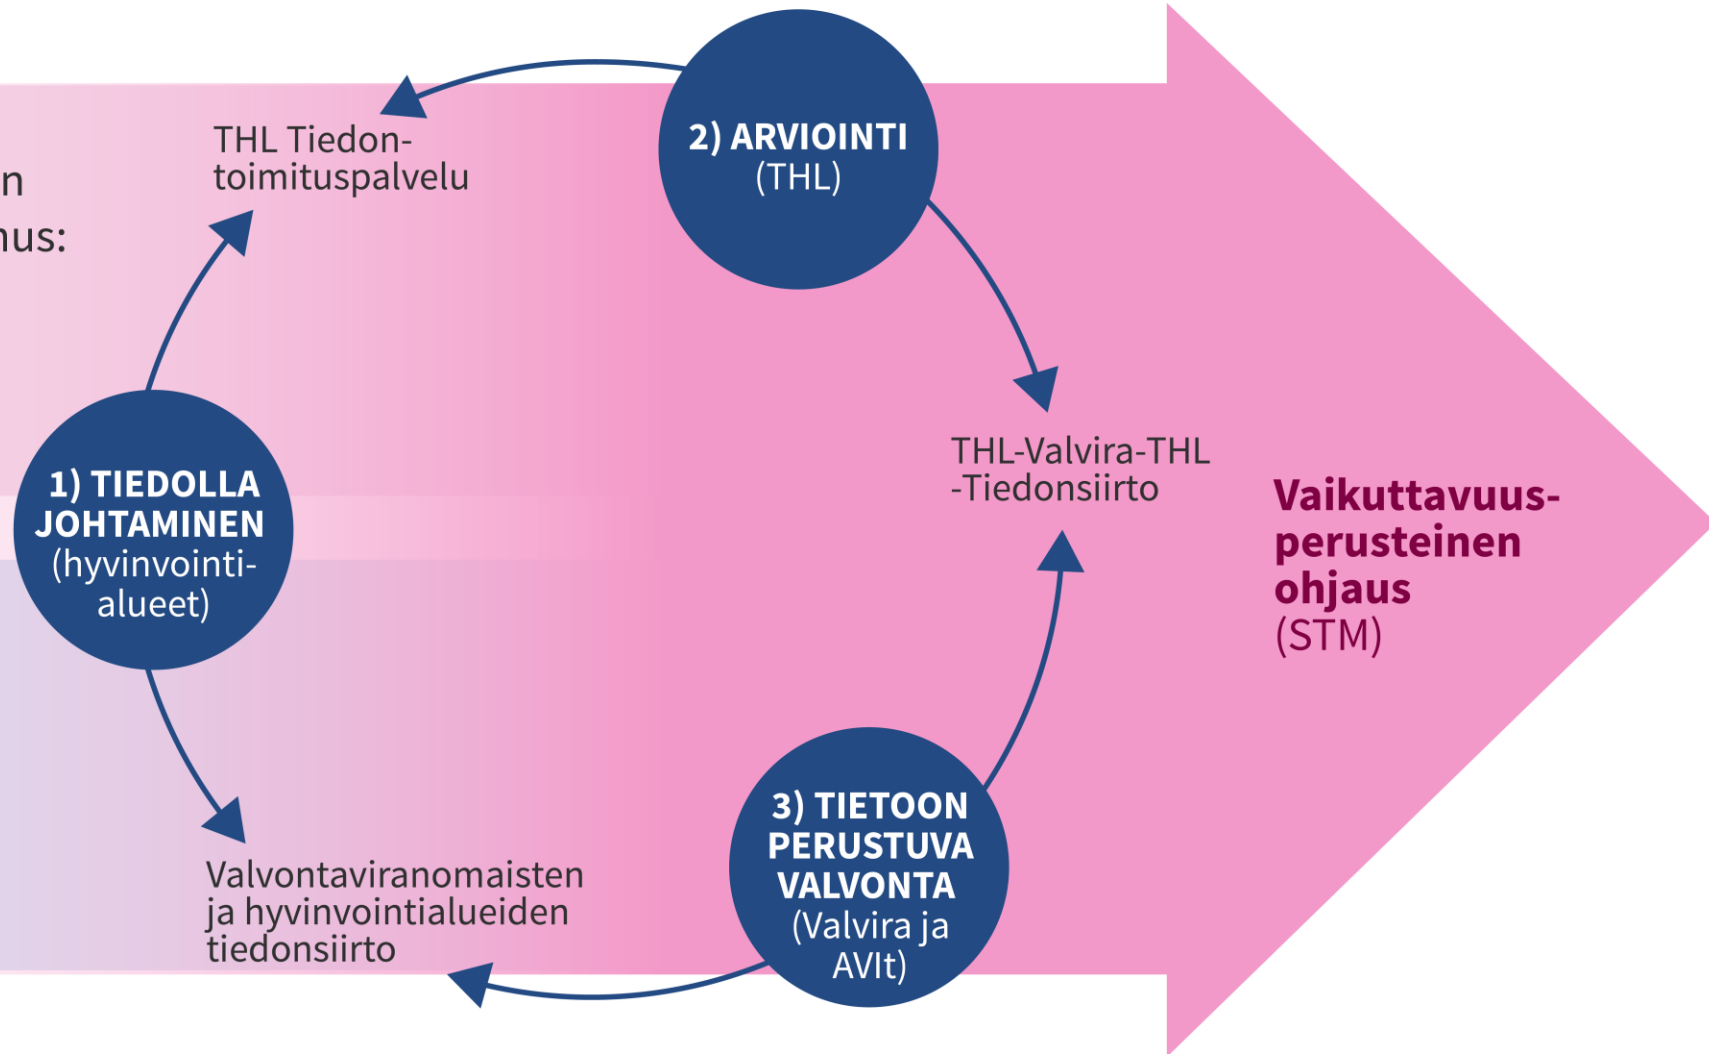 n
nus:
THL Tiedon-
toimituspalvelu
2) ARVIOINTI
(THL)
1) TIEDOLLA
JOHTAMINEN
(hyvinvointi-
alueet)
THL-Valvira-THL
-Tiedonsiirto
Vaikuttavuus-
perusteinen
ohjaus
(STM)
3) TIETOON
PERUSTUVA
VALVONTA
(Valvira ja
AVIt)
Valvontaviranomaisten
ja hyvinvointialueiden
tiedonsiirto